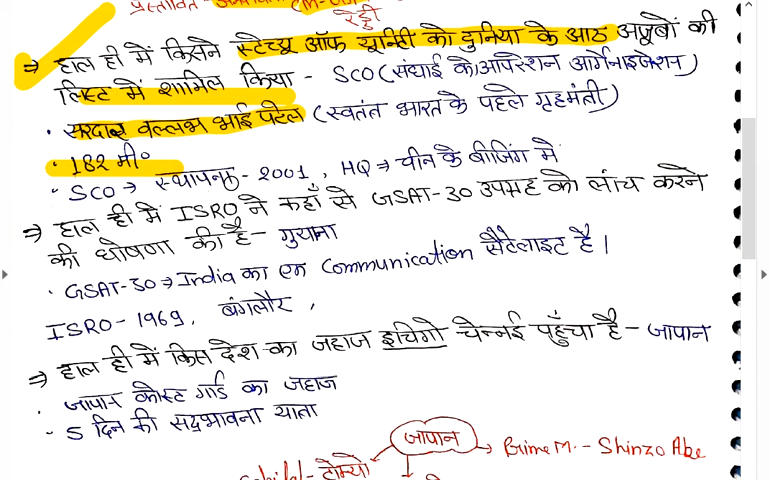 प्रस्तावित-
रेड्डी
⇒ हाल ही में किसने स्टेच्यू ऑफ यूनिटी को दुनिया के आठ अजूबों की
लिस्ट में शामिल किया - SCO (संघाई कोऑपरेशन आर्गेनाइजेशन)
• सरदार वल्लभ भाई पटेल (स्वतंत भारत के पहले गृहमंती)
• 182 मी०
• SCO → स्थापना - 2001, HQ ⇒ चीन के बीजिंग में
⇒ हाल ही में ISRO ने कहाँ से GSAT-30 उपग्रह को लांच करने
की घोषणा की है - गुयाना
• GSAT-30 ⇒ India का एक Communication सैटेलाइट है।
ISRO - 1969, बंगलौर,
⇒ हाल ही में किस देश का जहाज इचिगो चेन्नई पहुँचा है - जापान
• जापान कोस्ट गार्ड का जहाज
- 5 दिन की सद्भावना याता
जापान → Prime M. - Shinzo Abe
टोक्यो